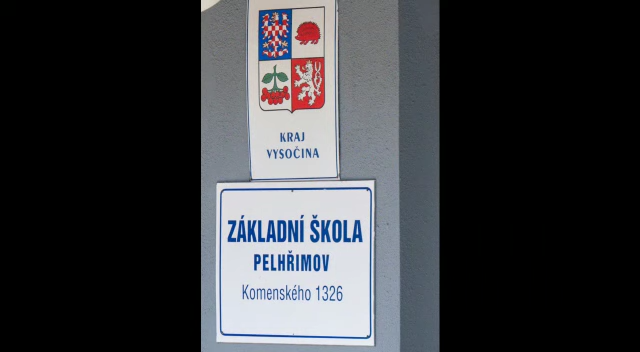 KRAJ
VYSOČINA
ZÁKLADNÍ ŠKOLA
PELHŘIMOV
Komenského 1326